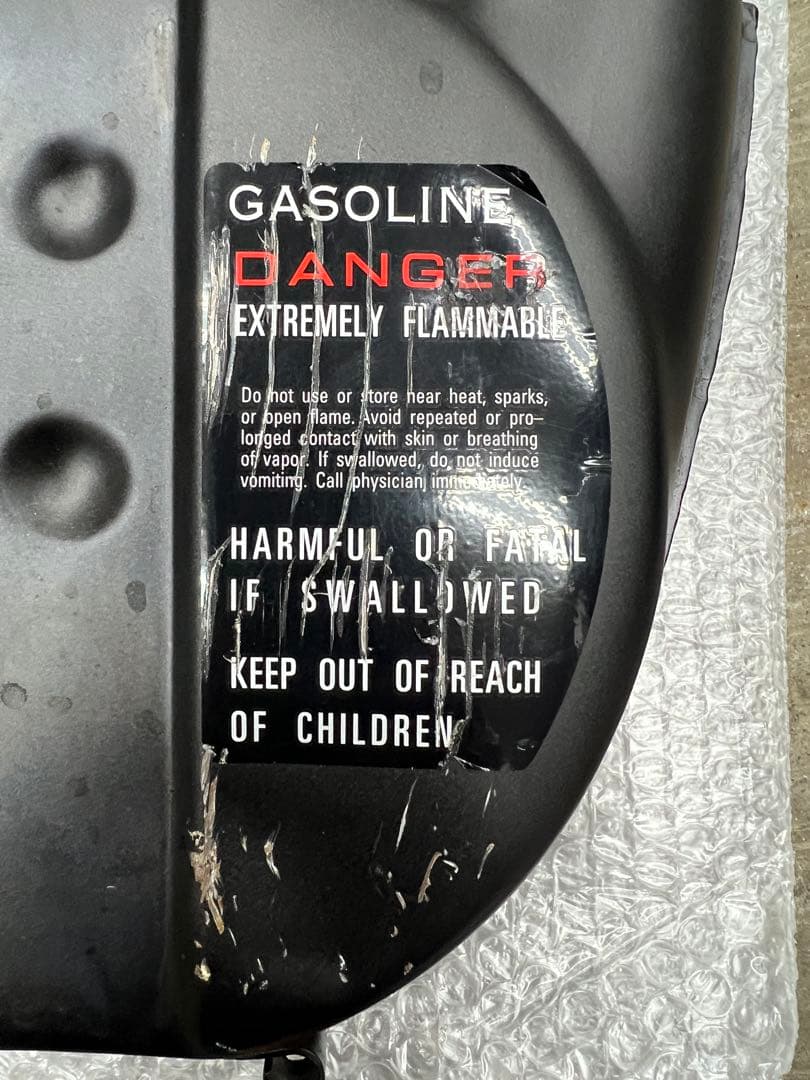 GASOLINE
DANGER
EXTREMELY FLAMMABLE
Do not use or store near heat, sparks,
or open flame. Avoid repeated or pro-
longed contact with skin or breathing
of vapor. If swallowed, do not induce
vomiting. Call physician immediately.
HARMFUL OR FATAL
IF SWALLOWED
KEEP OUT OF REACH
OF CHILDREN